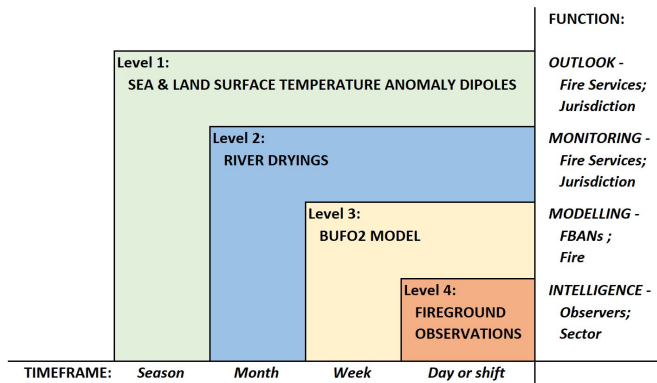 FUNCTION:
Level 1:
SEA & LAND SURFACE TEMPERATURE ANOMALY DIPOLES
OUTLOOK -
Fire Services;
Jurisdiction
Level 2:
RIVER DRYINGS
MONITORING -
Fire Services;
Jurisdiction
Level 3:
BUFO2 MODEL
MODELLING -
FBANs ;
Fire
Level 4:
FIREGROUND
OBSERVATIONS
INTELLIGENCE -
Observers;
Sector
TIMEFRAME: Season Month Week Day or shift